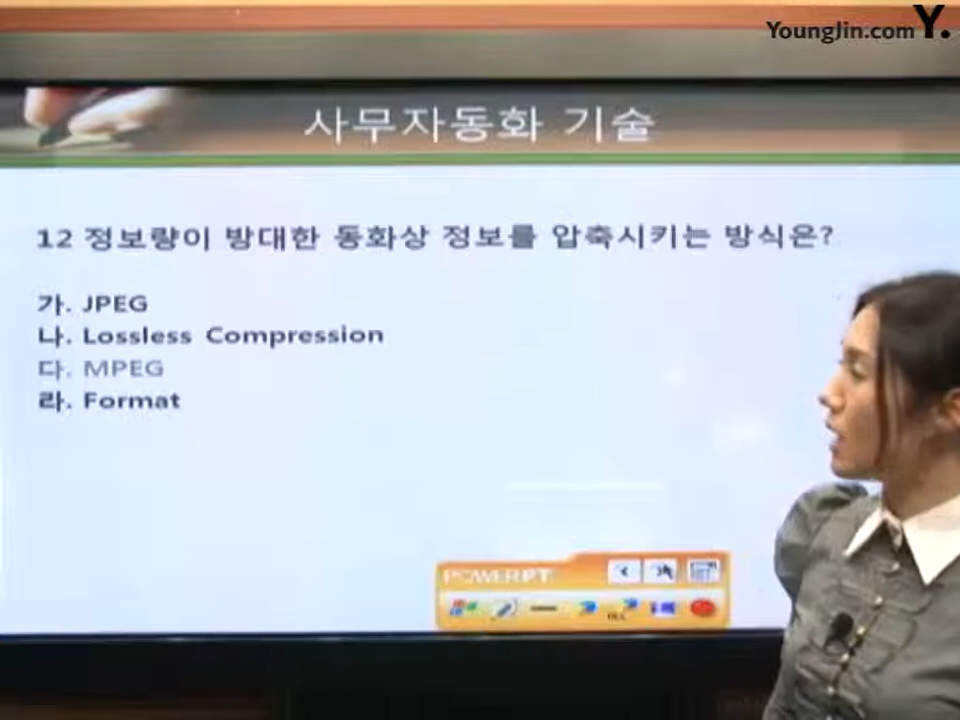 YoungJin.com Y.
사무자동화 기술
12 정보량이 방대한 동화상 정보를 압축시키는 방식은?
가. JPEG
나. Lossless Compression
다. MPEG
라. Format
POWERPT